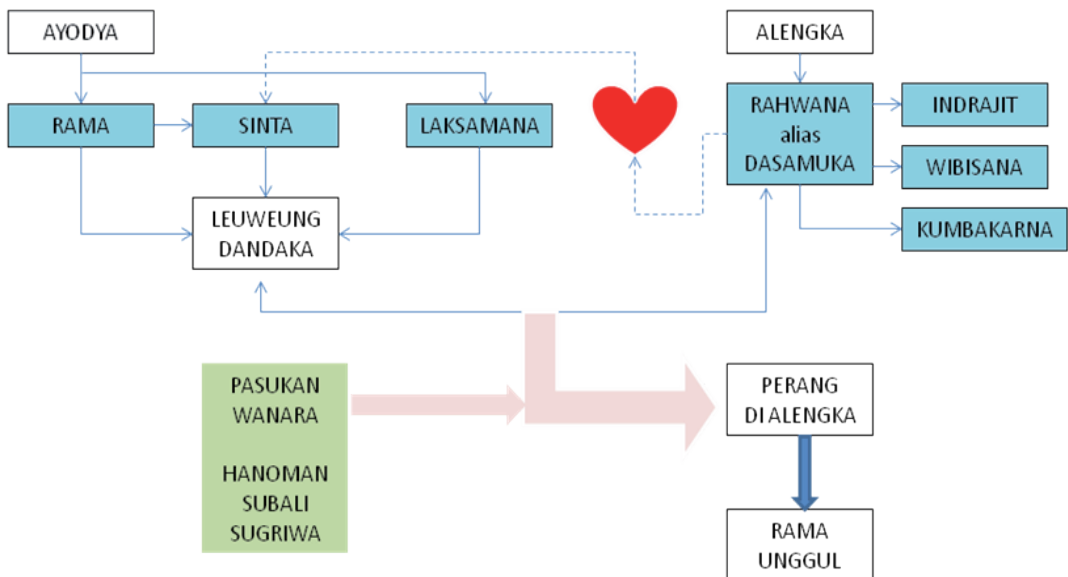 AYODYA
ALENGKA
RAMA
SINTA
LAKSAMANA
RAHWANA
alias
DASAMUKA
INDRAJIT
WIBISANA
KUMBAKARNA
LEUWEUNG
DANDAKA
PASUKAN
WANARA
HANOMAN
SUBALI
SUGRIWA
PERANG
DI ALENGKA
RAMA
UNGGUL